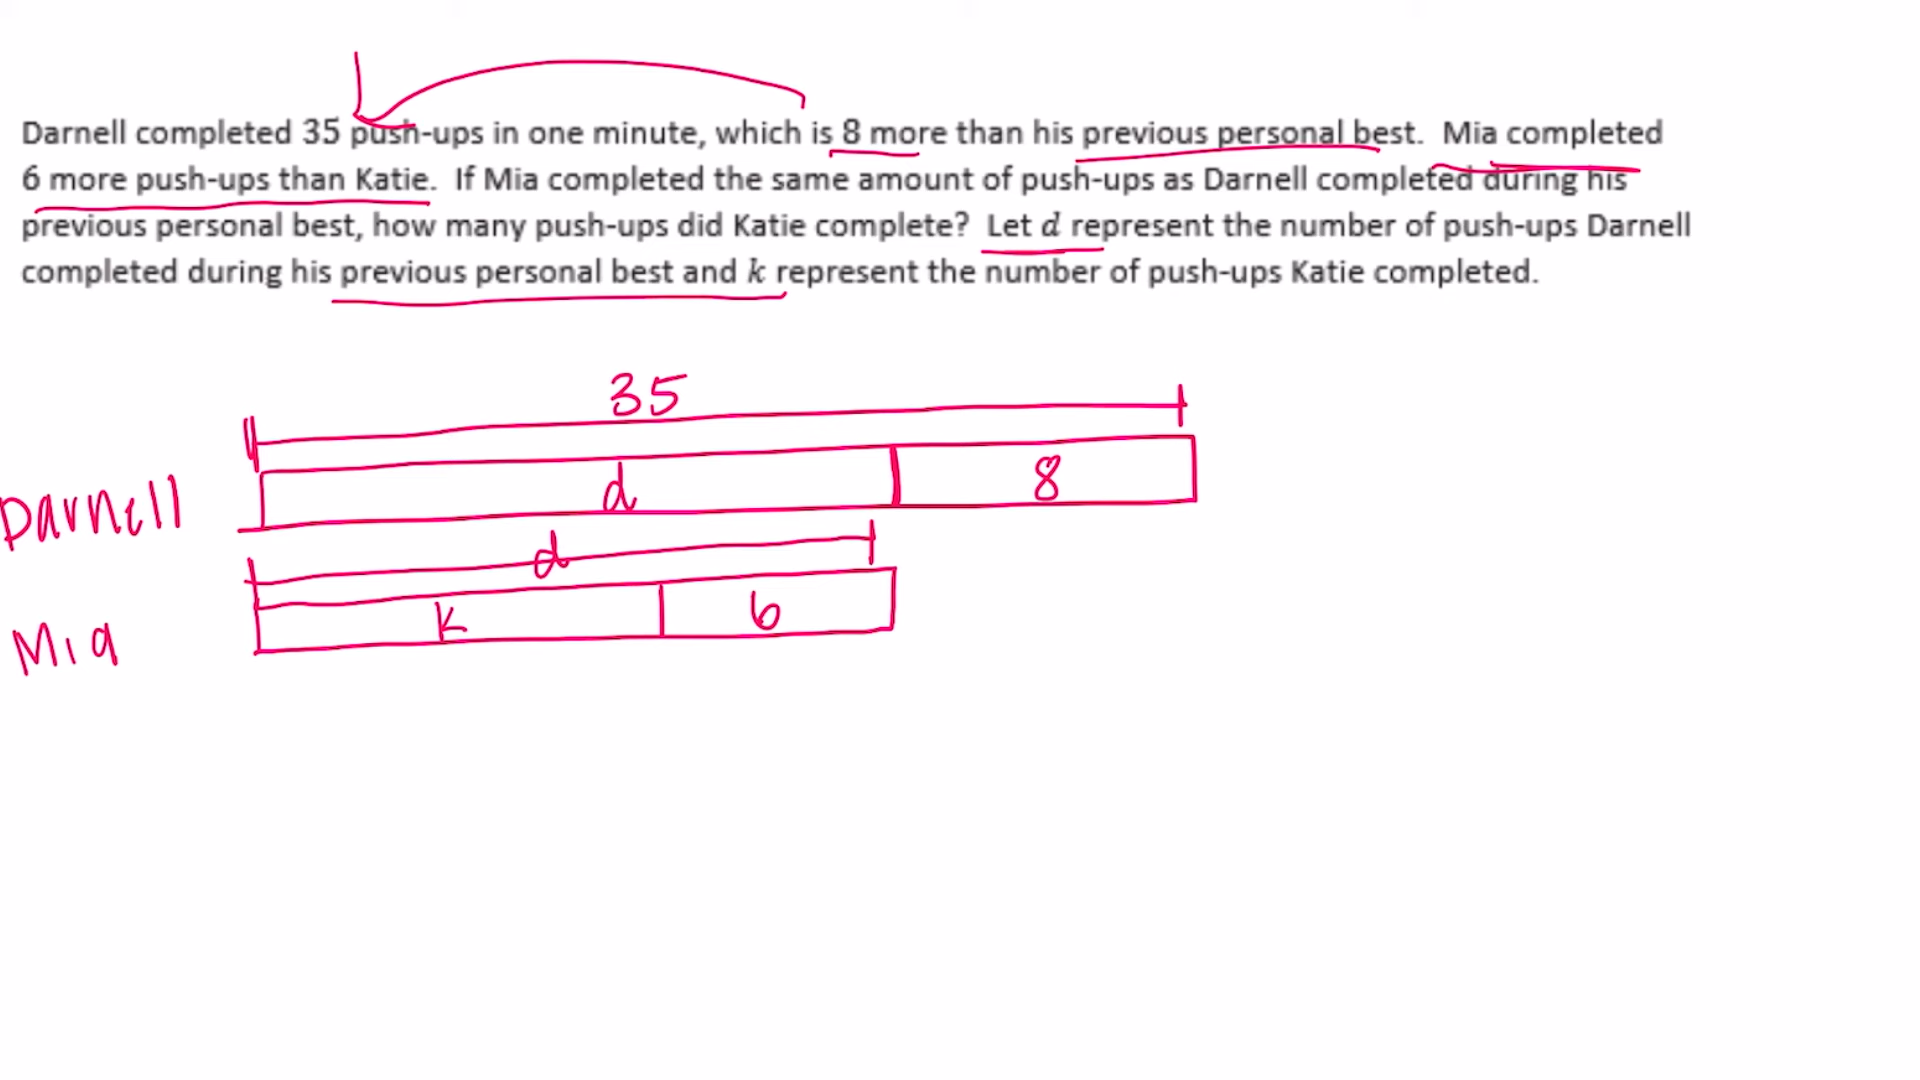 Darnell completed 35 push-ups in one minute, which is 8 more than his previous personal best. Mia completed
6 more push-ups than Katie. If Mia completed the same amount of push-ups as Darnell completed during his
previous personal best, how many push-ups did Katie complete? Let d represent the number of push-ups Darnell
completed during his previous personal best and k represent the number of push-ups Katie completed.
35
Darnell d 8
d
Mia k 6